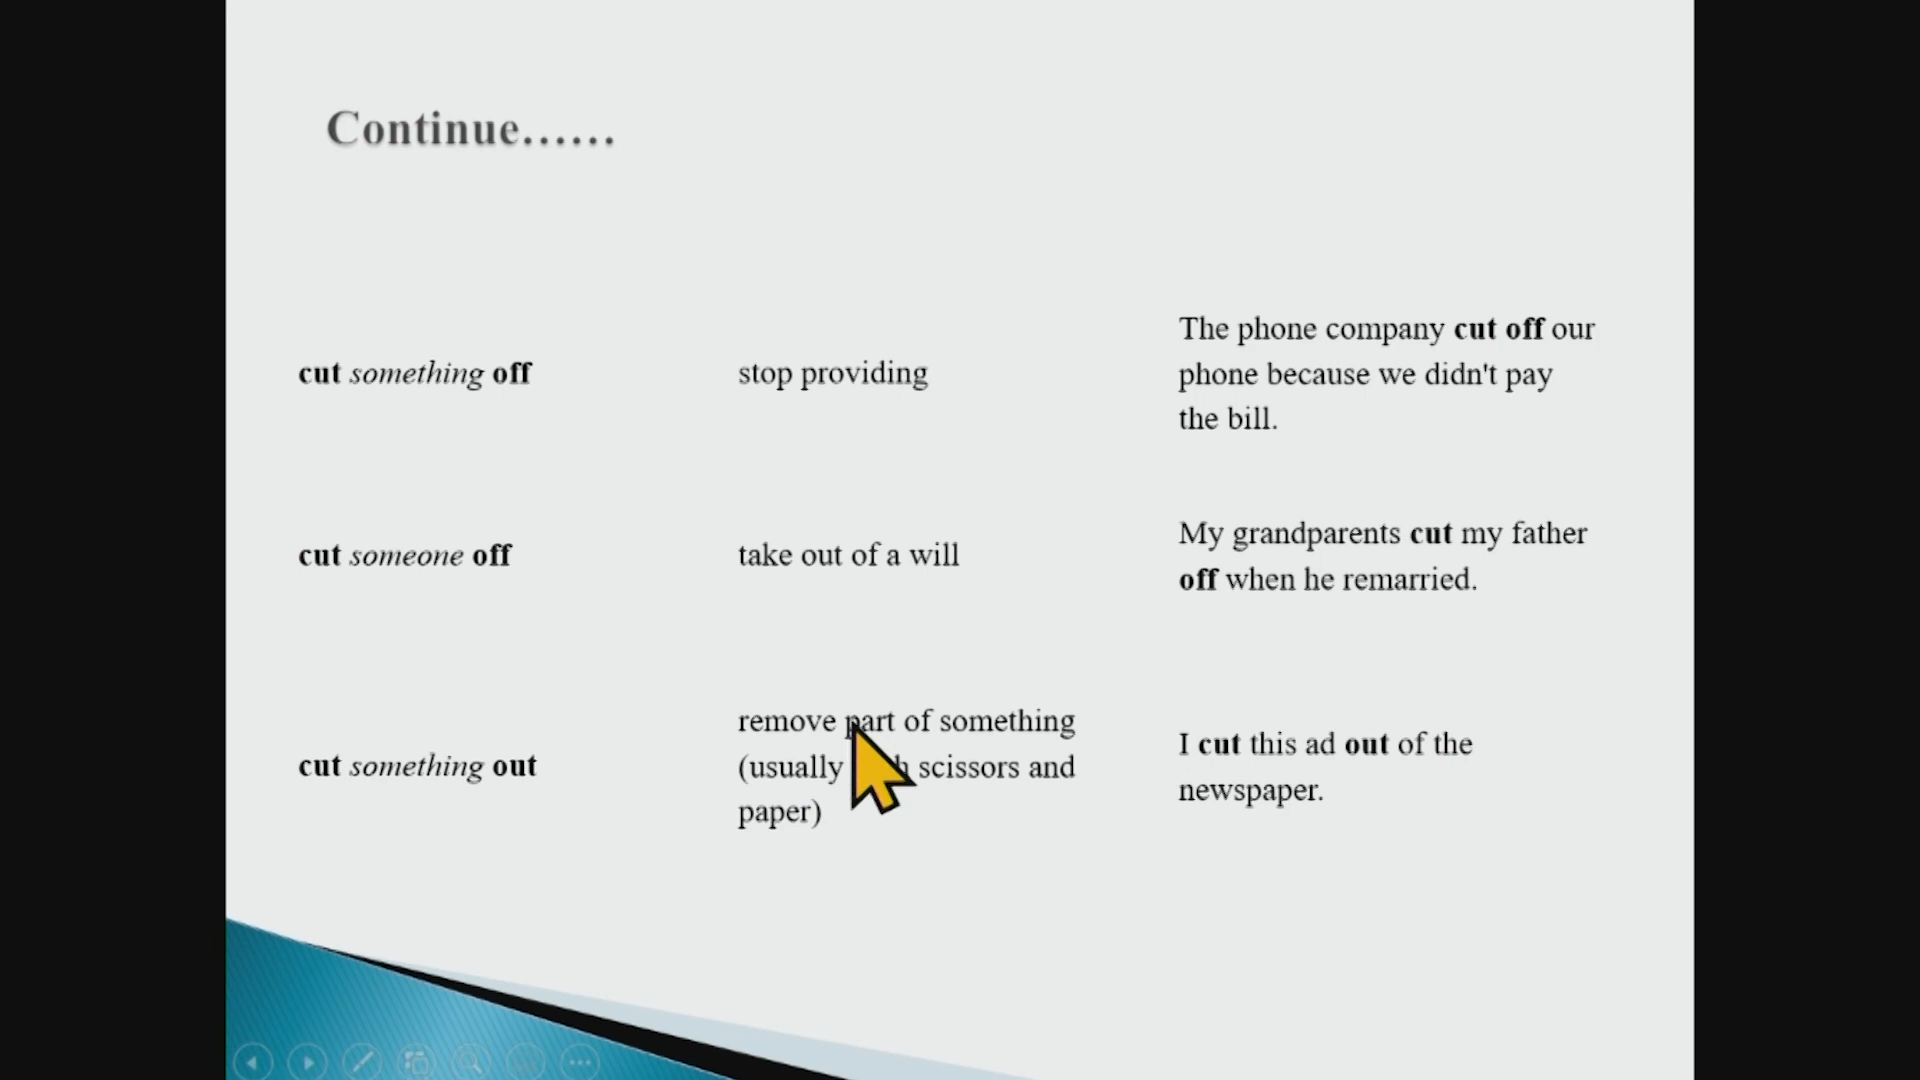 Continue……
cut something off
stop providing
The phone company cut off our
phone because we didn't pay
the bill.
cut someone off
take out of a will
My grandparents cut my father
off when he remarried.
cut something out
remove part of something
(usually scissors and
paper)
I cut this ad out of the
newspaper.